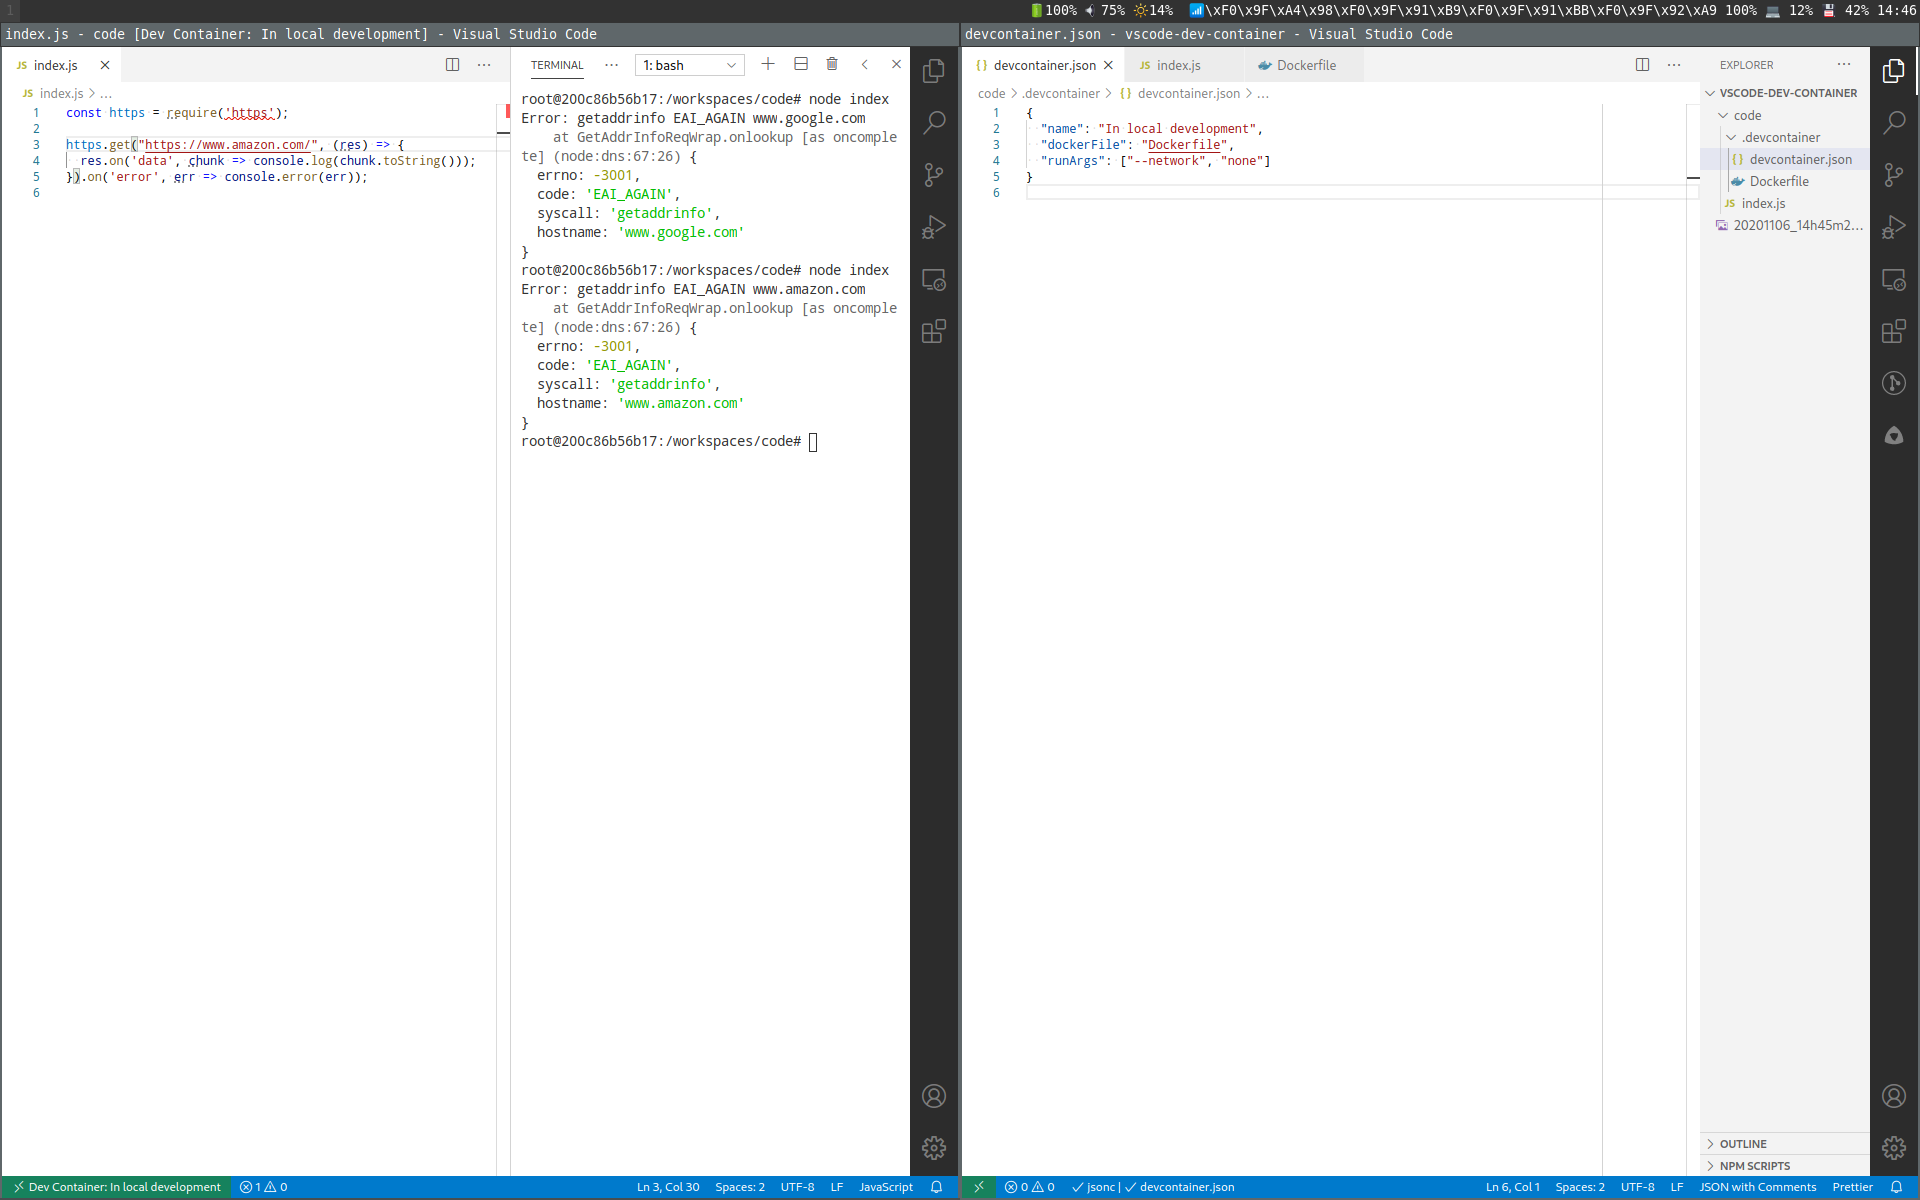 1
100% 75% 14% \xF0\x9F\xA4\x98\xF0\x9F\x91\xB9\xF0\x9F\x91\xBB\xF0\x9F\x92\xA9 100% 12% 42% 14:46
index.js - code [Dev Container: In local development] - Visual Studio Code
JS index.js
JS index.js > ...
1 const https = require('https');
2
3 https.get("https://www.amazon.com/", (res) => {
4 res.on('data', chunk => console.log(chunk.toString()));
5 }).on('error', err => console.error(err));
6
TERMINAL ... 1: bash
root@200c86b56b17:/workspaces/code# node index
Error: getaddrinfo EAI_AGAIN www.google.com
at GetAddrInfoReqWrap.onlookup [as oncomple
te] (node:dns:67:26) {
errno: -3001,
code: 'EAI_AGAIN',
syscall: 'getaddrinfo',
hostname: 'www.google.com'
}
root@200c86b56b17:/workspaces/code# node index
Error: getaddrinfo EAI_AGAIN www.amazon.com
at GetAddrInfoReqWrap.onlookup [as oncomple
te] (node:dns:67:26) {
errno: -3001,
code: 'EAI_AGAIN',
syscall: 'getaddrinfo',
hostname: 'www.amazon.com'
}
root@200c86b56b17:/workspaces/code#
Dev Container: In local development 1 0 Ln 3, Col 30 Spaces: 2 UTF-8 LF JavaScript
devcontainer.json - vscode-dev-container - Visual Studio Code
{} devcontainer.json JS index.js Dockerfile
code > .devcontainer > {} devcontainer.json > ...
1 {
2 "name": "In local development",
3 "dockerFile": "Dockerfile",
4 "runArgs": ["--network", "none"]
5 }
6
EXPLORER ...
VSCODE-DEV-CONTAINER
code
.devcontainer
{} devcontainer.json
Dockerfile
JS index.js
20201106_14h45m2...
OUTLINE
NPM SCRIPTS
0 0 jsonc | devcontainer.json Ln 6, Col 1 Spaces: 2 UTF-8 LF JSON with Comments Prettier